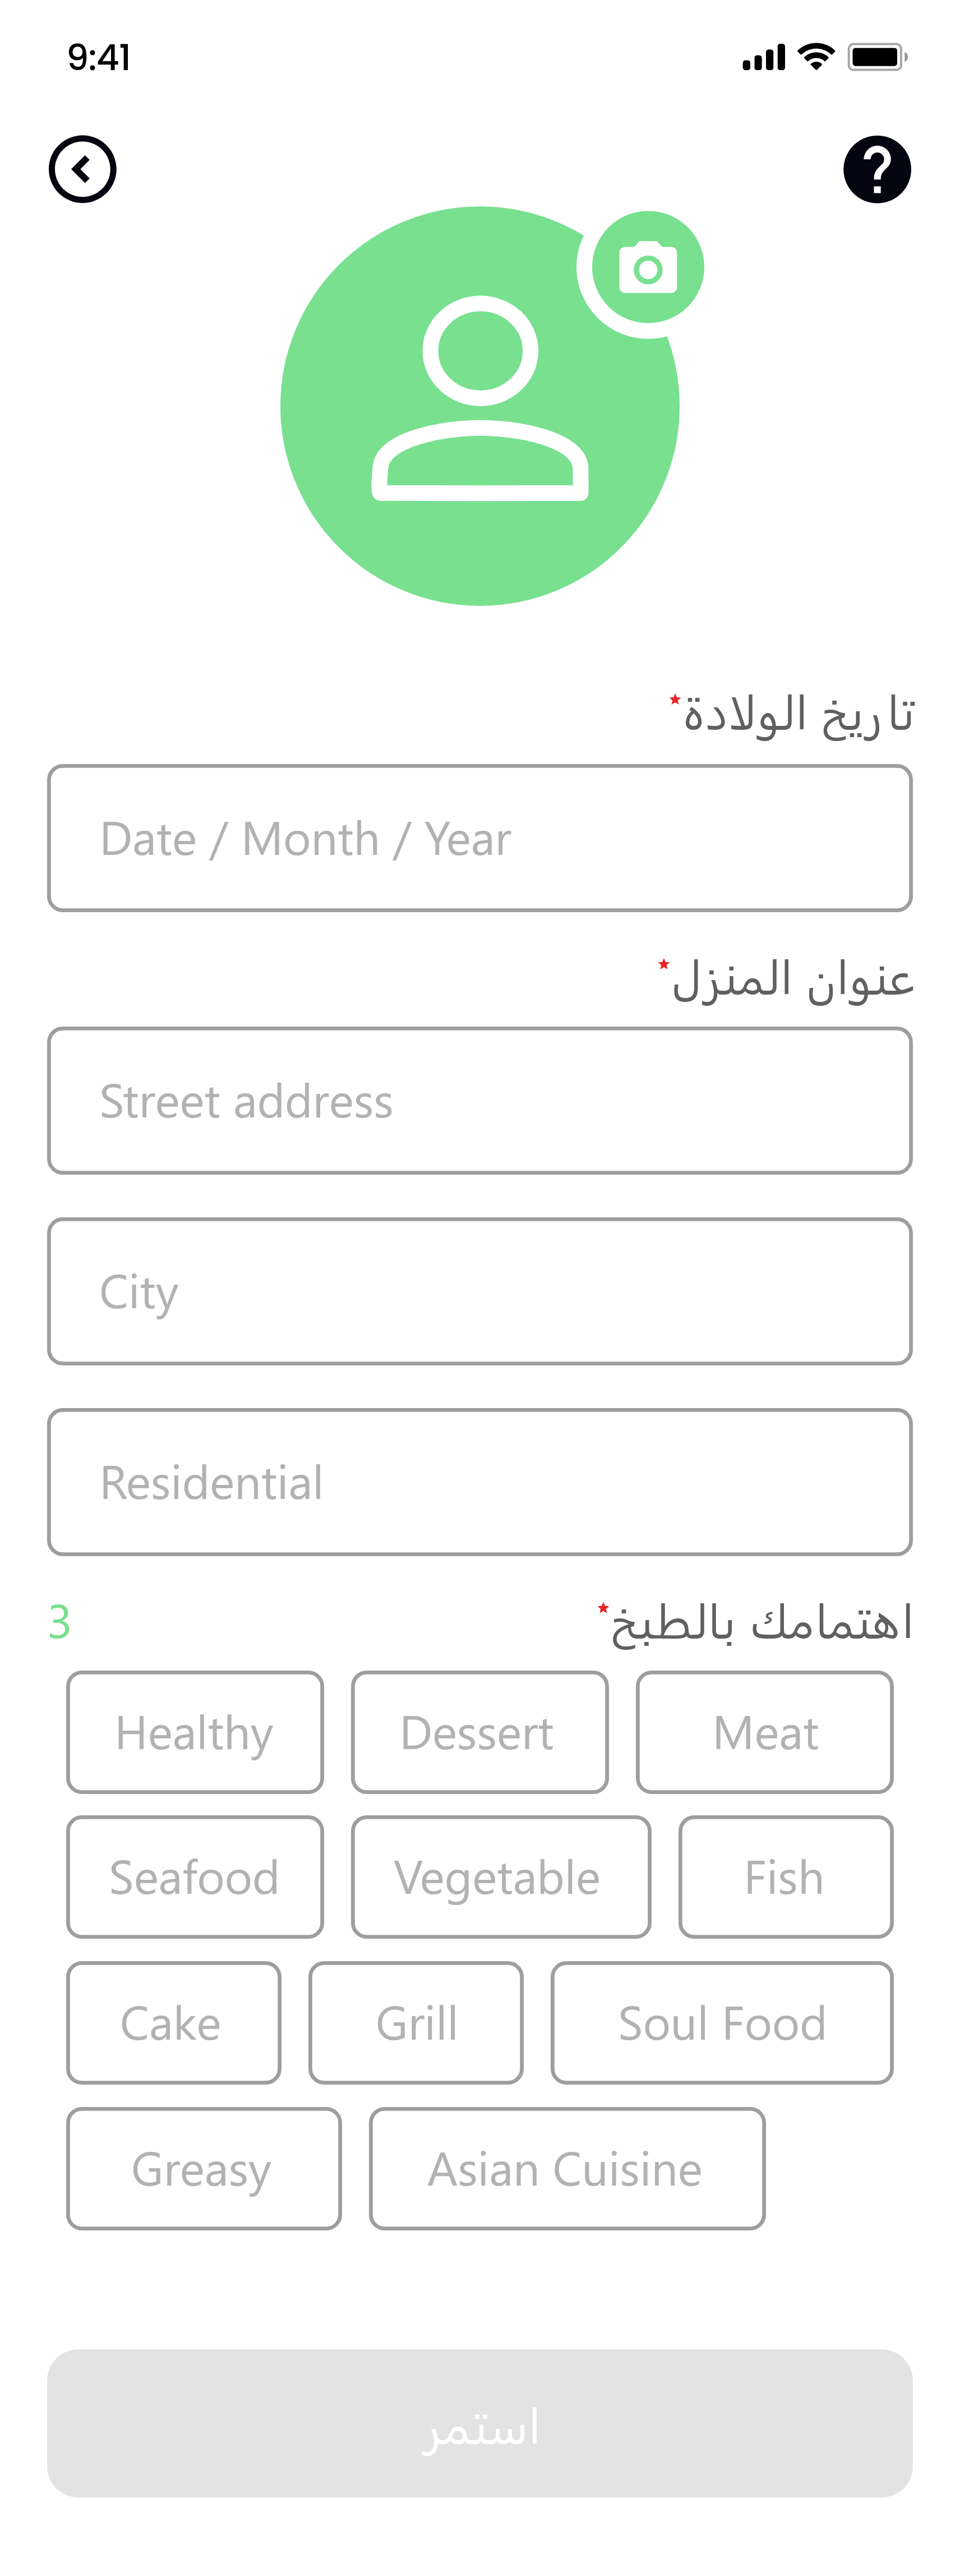 9:41
تاريخ الولادة*
Date / Month / Year
عنوان المنزل*
Street address
City
Residential
اهتمامك بالطبخ* 3
Healthy Dessert Meat
Seafood Vegetable Fish
Cake Grill Soul Food
Greasy Asian Cuisine
استمر